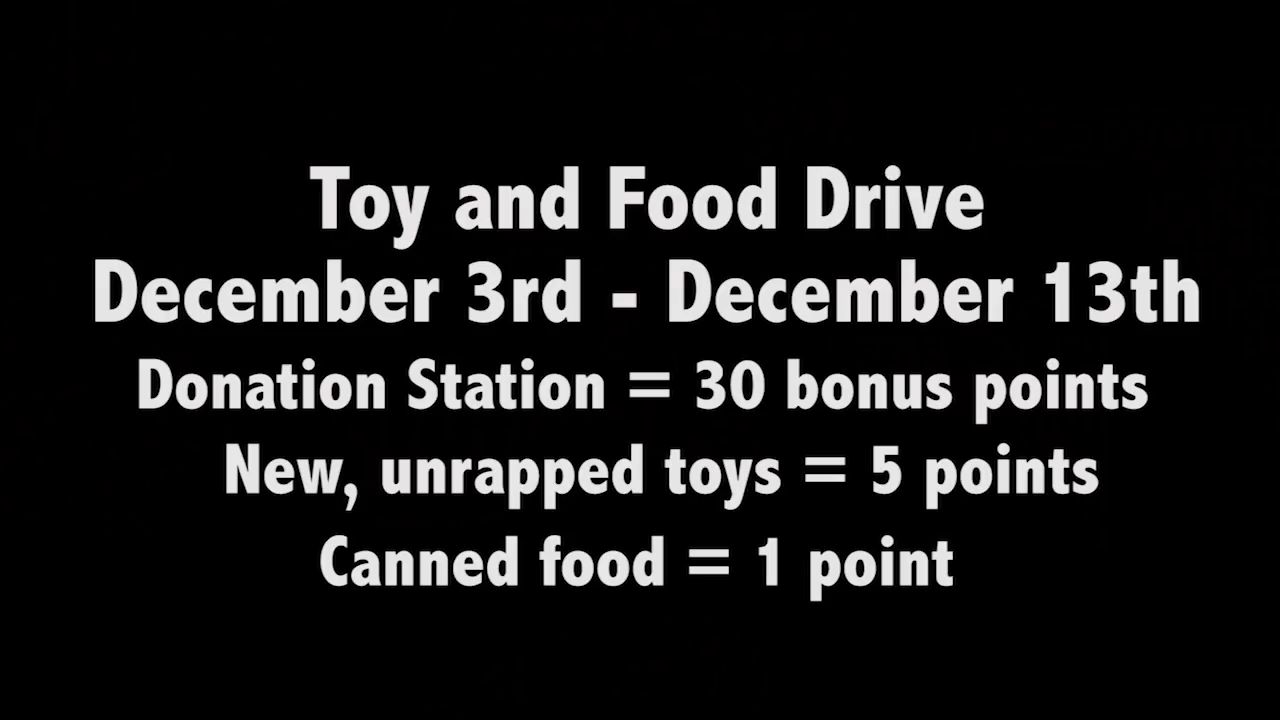 Toy and Food Drive
December 3rd - December 13th
Donation Station = 30 bonus points
New, unrapped toys = 5 points
Canned food = 1 point